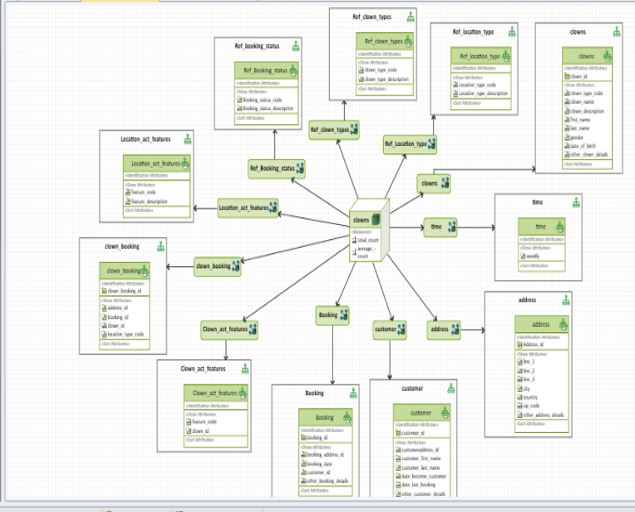 Ref_clown_types
Ref_clown_types
clown_type_code
clown_type_description
Ref_booking_status
Ref_Booking_status
booking_status_code
booking_status_description
Ref_location_type
Ref_location_type
Location_type_code
Location_type_description
clowns
clowns
clown_id
clown_type_code
clown_name
clown_description
first_name
last_name
gender
date_of_birth
other_clown_details
Location_act_features
Location_act_features
feature_code
feature_description
Ref_clown_types
Ref_Location_type
Ref_Booking_status
clowns
Location_act_features
clowns
total_count
time
time
time
weekly
clown_booking
clown_booking
clown_booking_id
address_id
booking_id
clown_id
location_type_code
clown_booking
Clown_act_features
Booking
customer
address
address
address
Address_id
line_1
line_2
line_3
city
country
zip_code
other_address_details
Clown_act_features
Clown_act_features
feature_code
clown_id
Booking
Booking
booking_id
booking_address_id
booking_date
customer_id
other_booking_details
customer
customer
customer_id
customeraddress_id
customer_first_name
customer_last_name
date_become_customer
date_last_booking
other_customer_details